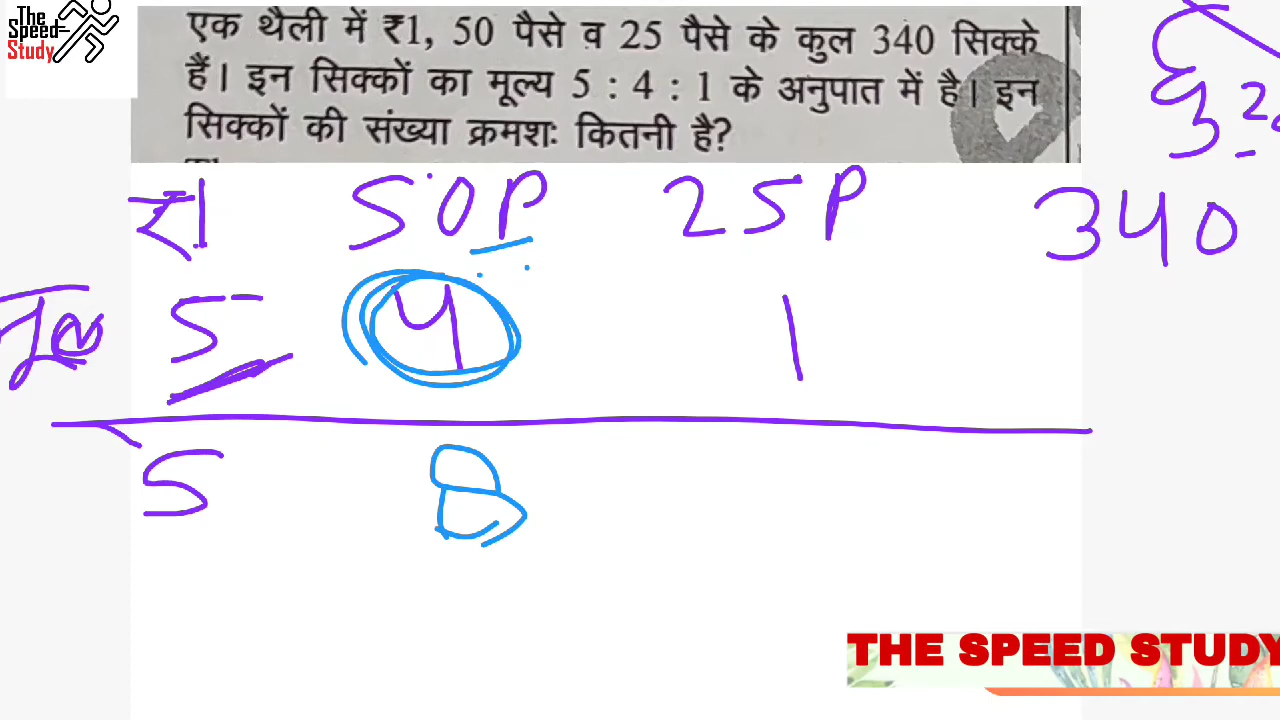 The
Speed
Study
एक थैली में ₹1, 50 पैसे व 25 पैसे के कुल 340 सिक्के
हैं। इन सिक्कों का मूल्य 5 : 4 : 1 के अनुपात में है। इन
सिक्कों की संख्या क्रमशः कितनी है?
₹1 50P 25P 340
5 4 1
5 8
THE SPEED STUDY